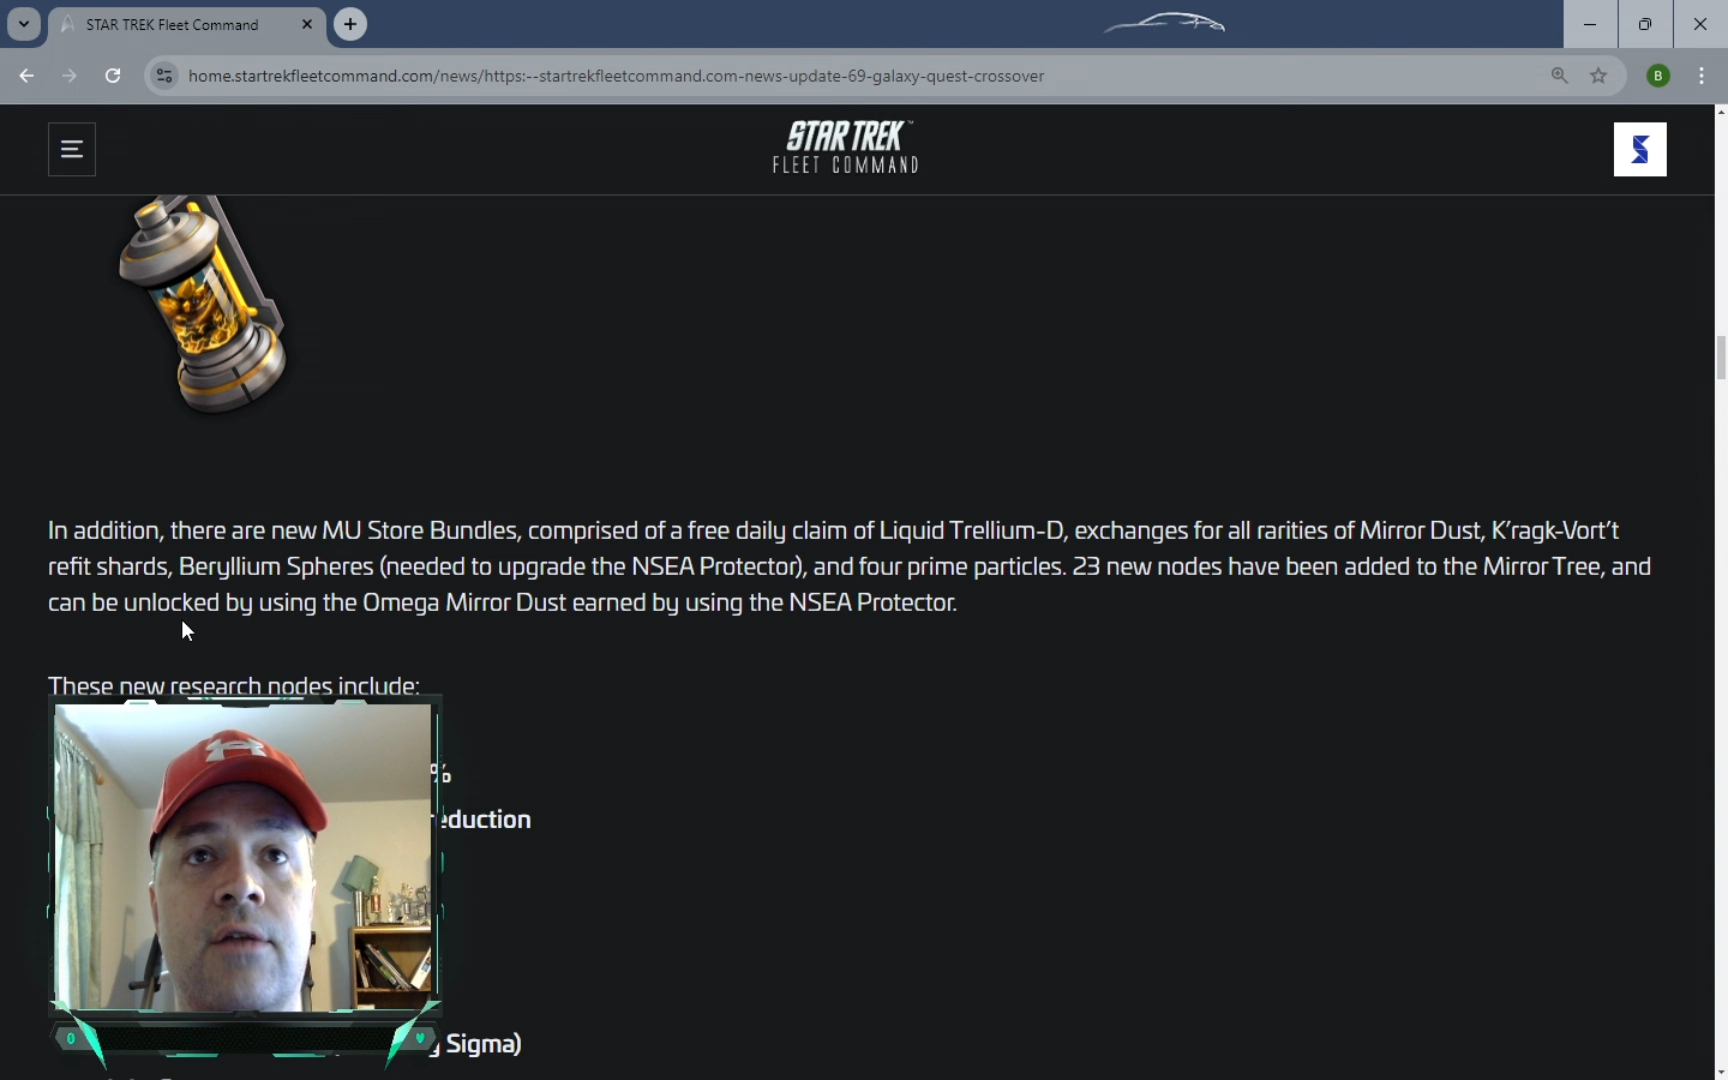 STAR TREK Fleet Command
home.startrekfleetcommand.com/news/https:--startrekfleetcommand.com-news-update-69-galaxy-quest-crossover
B
STAR TREK™
FLEET COMMAND
In addition, there are new MU Store Bundles, comprised of a free daily claim of Liquid Trellium-D, exchanges for all rarities of Mirror Dust, K’ragk-Vort’t
refit shards, Beryllium Spheres (needed to upgrade the NSEA Protector), and four prime particles. 23 new nodes have been added to the Mirror Tree, and
can be unlocked by using the Omega Mirror Dust earned by using the NSEA Protector.
These new research nodes include:
%
eduction
Sigma)
0